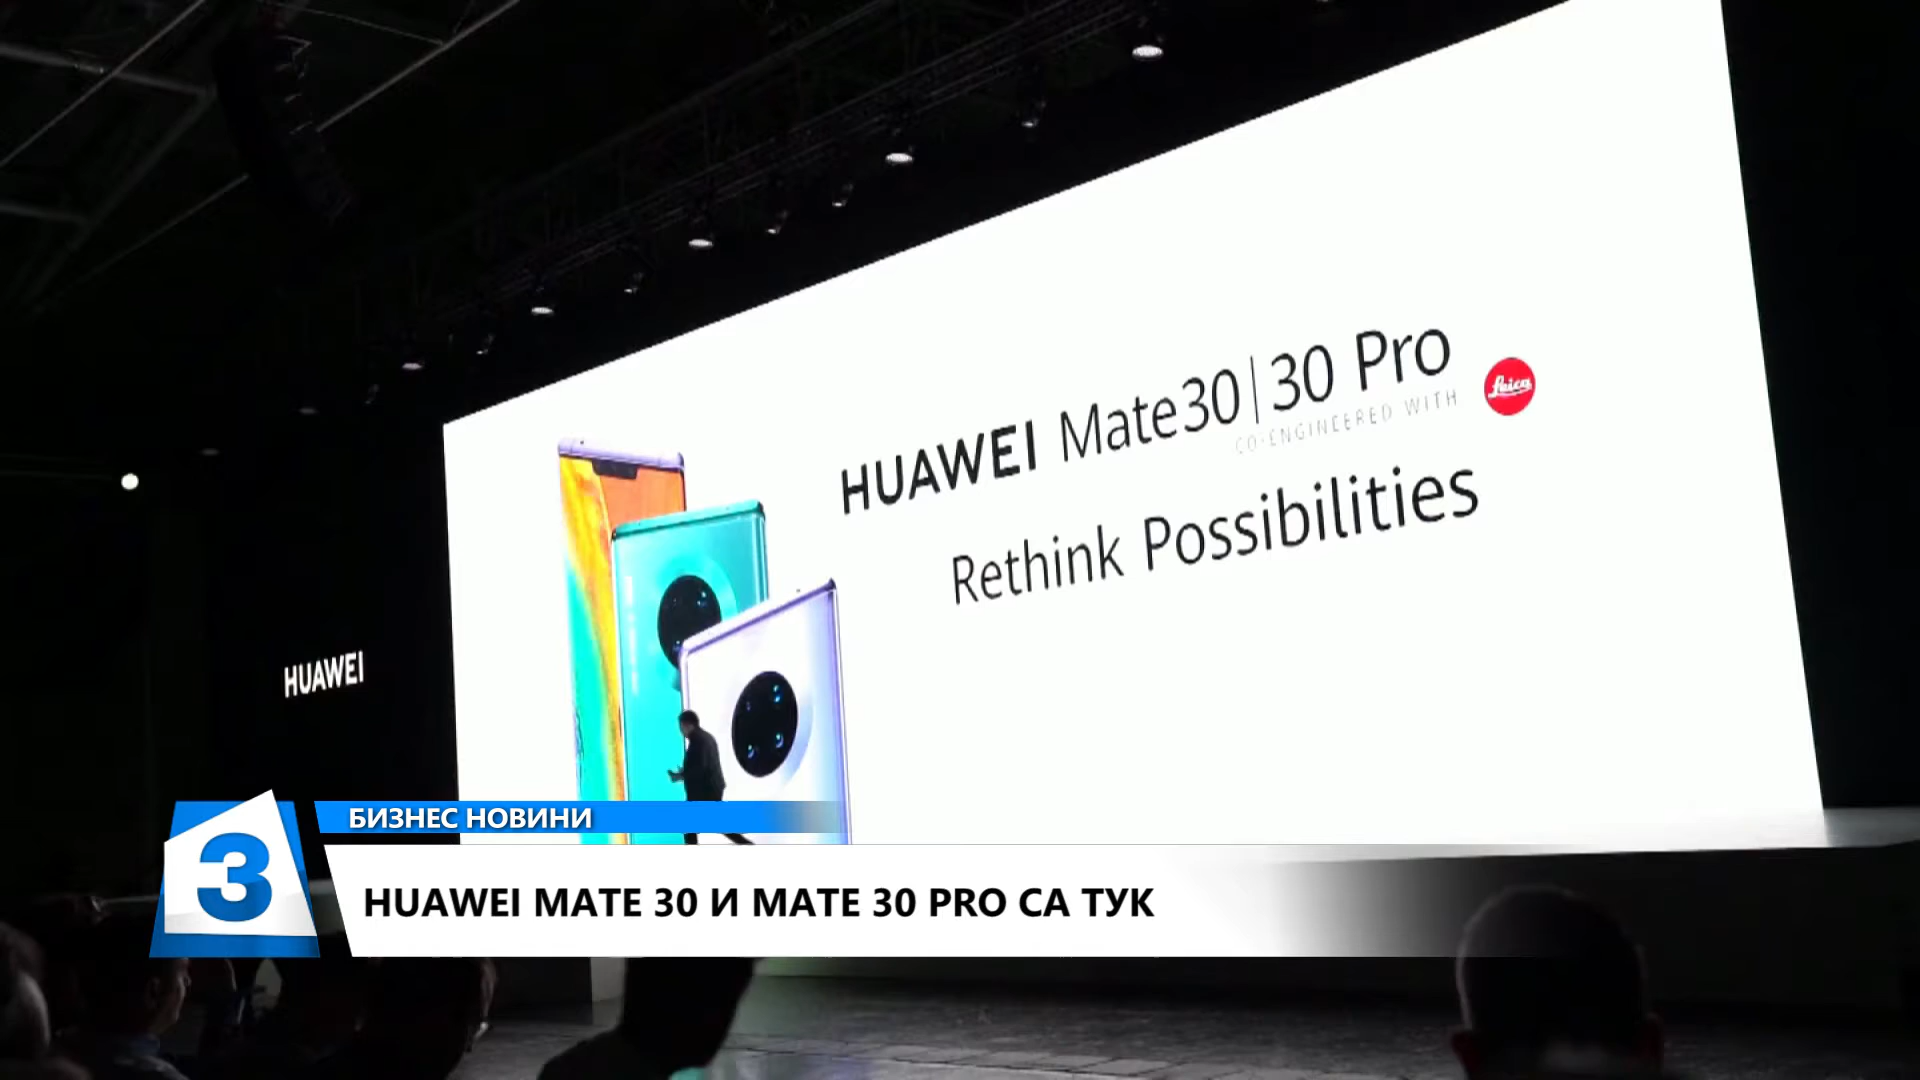 HUAWEI Mate30|30 Pro
CO-ENGINEERED WITH
Leica
Rethink Possibilities
HUAWEI
БИЗНЕС НОВИНИ
3
HUAWEI MATE 30 И MATE 30 PRO СА ТУК